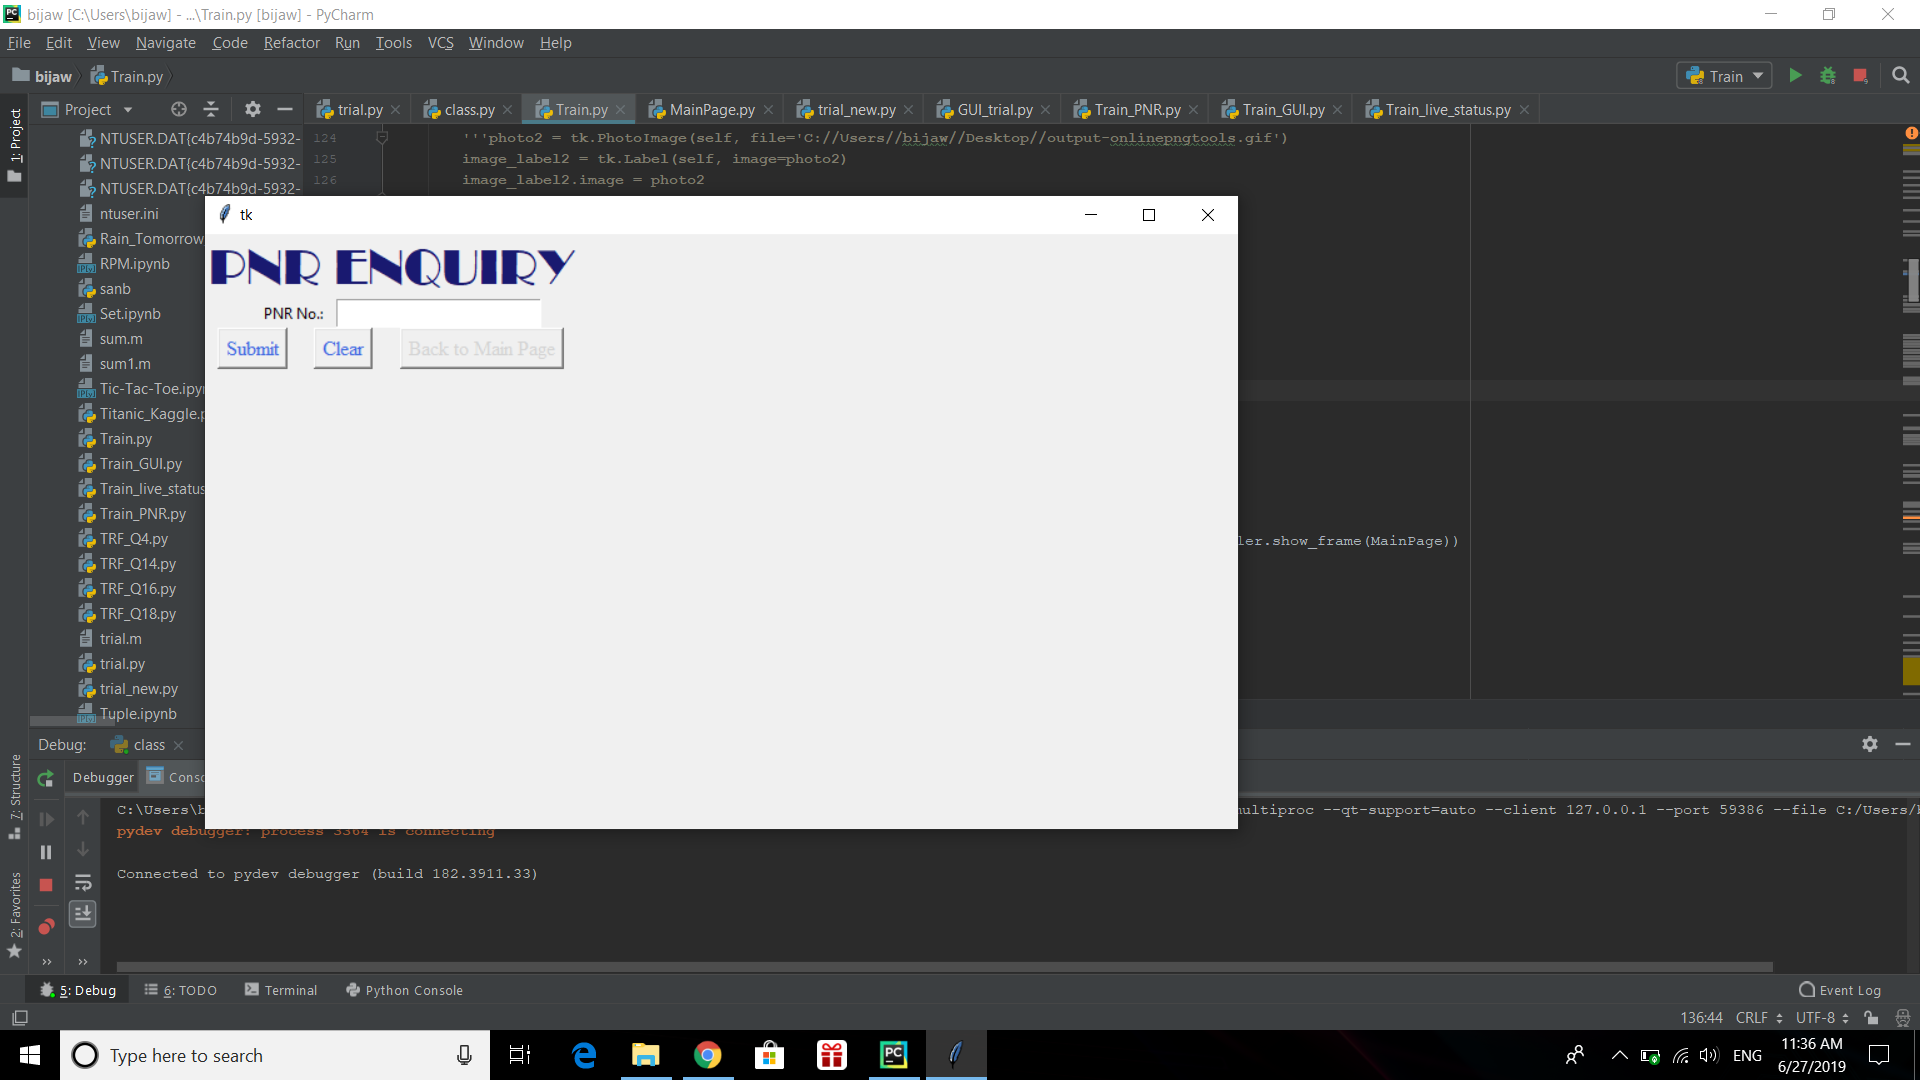 bijaw [C:\Users\bijaw] - ...\Train.py [bijaw] - PyCharm
File Edit View Navigate Code Refactor Run Tools VCS Window Help
bijaw Train.py Train
1: Project
Project trial.py class.py Train.py MainPage.py trial_new.py GUI_trial.py Train_PNR.py Train_GUI.py Train_live_status.py
NTUSER.DAT{c4b74b9d-5932-
NTUSER.DAT{c4b74b9d-5932-
NTUSER.DAT{c4b74b9d-5932-
ntuser.ini
Rain_Tomorrow
RPM.ipynb
sanb
Set.ipynb
sum.m
sum1.m
Tic-Tac-Toe.ipy
Titanic_Kaggle.
Train.py
Train_GUI.py
Train_live_status
Train_PNR.py
TRF_Q4.py
TRF_Q14.py
TRF_Q16.py
TRF_Q18.py
trial.m
trial.py
trial_new.py
Tuple.ipynb
124 '''photo2 = tk.PhotoImage(self, file='C://Users//bijaw//Desktop//output-onlinepngtools.gif')
125 image_label2 = tk.Label(self, image=photo2)
126 image_label2.image = photo2
tk
PNR ENQUIRY
PNR No.:
Submit Clear Back to Main Page
ler.show_frame(MainPage))
Debug: class
Debugger Conso
7: Structure
2: Favorites
C:\Users\b
multiproc --qt-support=auto --client 127.0.0.1 --port 59386 --file C:/Users/b
pydev debugger: process 3364 is connecting
Connected to pydev debugger (build 182.3911.33)
5: Debug 6: TODO Terminal Python Console Event Log
136:44 CRLF UTF-8
Type here to search
ENG
11:36 AM
6/27/2019